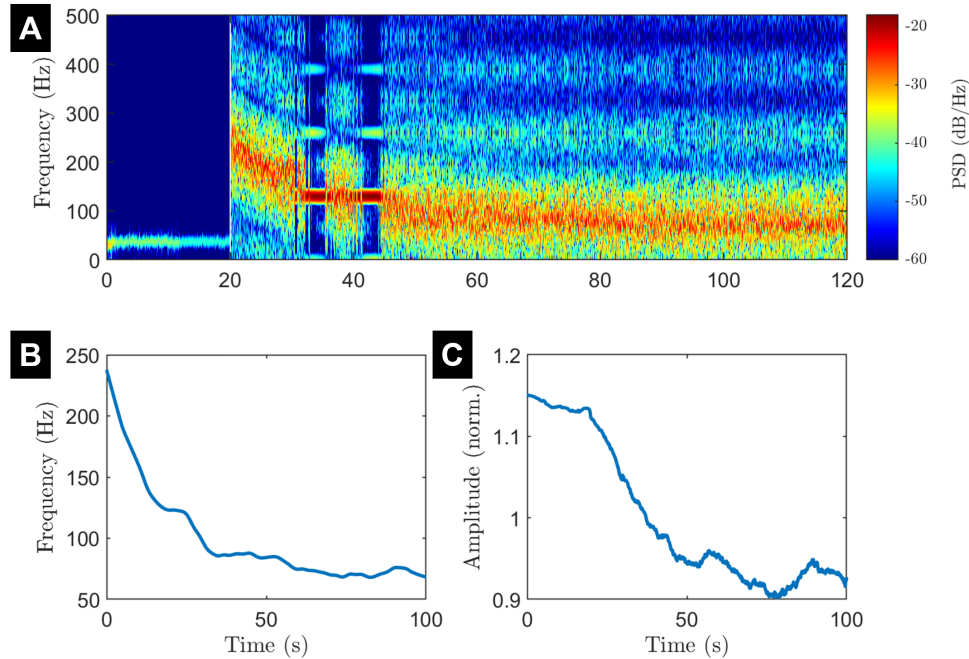 A
500
400
300
200
100
0
Frequency (Hz)
0 20 40 60 80 100 120
-20
-30
-40
-50
-60
PSD (dB/Hz)
B
250
200
150
100
50
Frequency (Hz)
0 50 100
Time (s)
C
1.2
1.1
1
0.9
Amplitude (norm.)
0 50 100
Time (s)